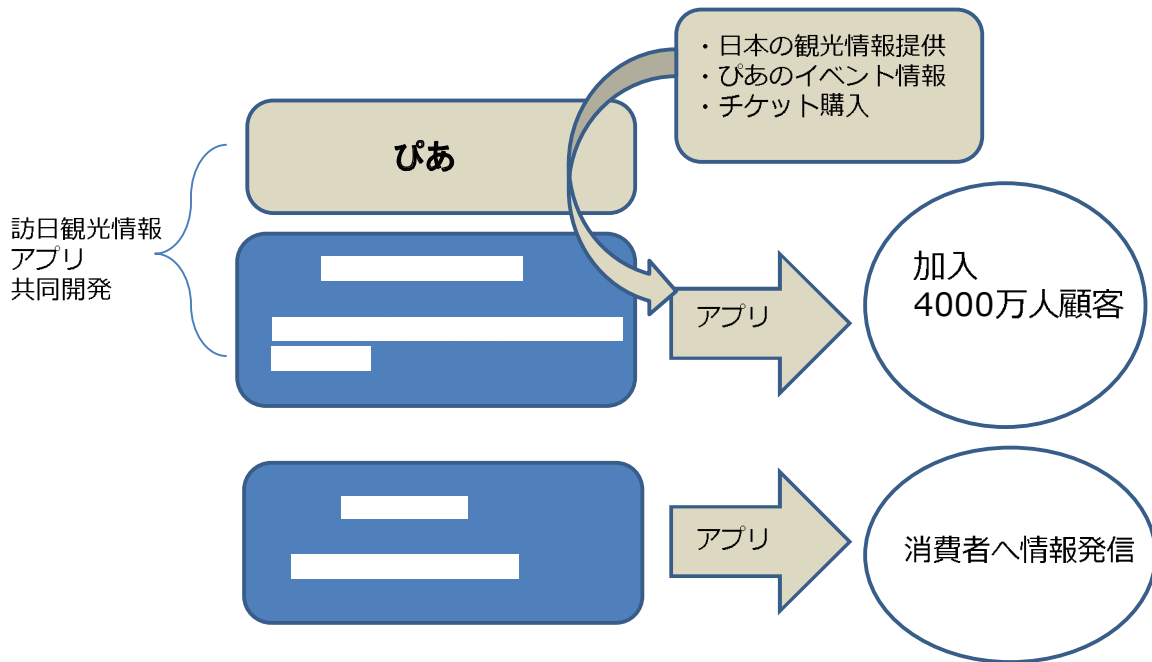 ・日本の観光情報提供
・ぴあのイベント情報
・チケット購入
ぴあ
訪日観光情報
アプリ
共同開発
アプリ
加入
4000万人顧客
アプリ
消費者へ情報発信